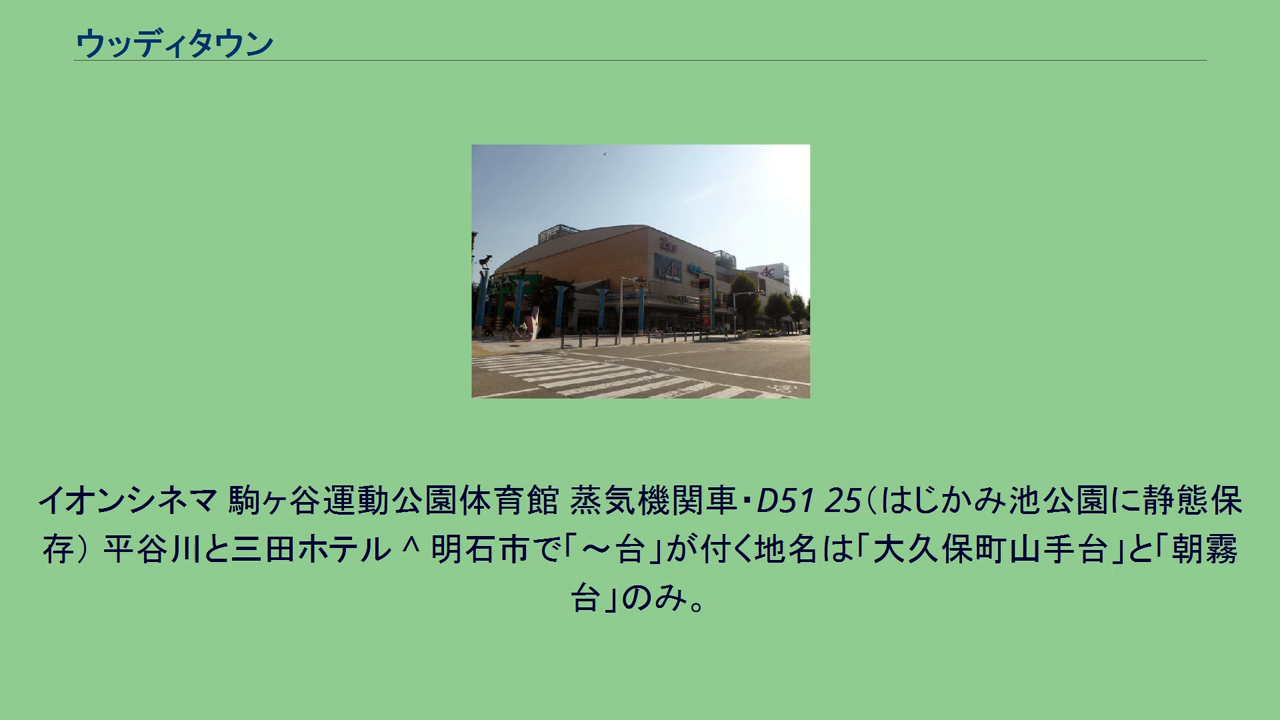 ウッディタウン
イオンシネマ 駒ヶ谷運動公園体育館 蒸気機関車・D51 25（はじかみ池公園に静態保
存） 平谷川と三田ホテル ^ 明石市で「～台」が付く地名は「大久保町山手台」と「朝霧
台」のみ。